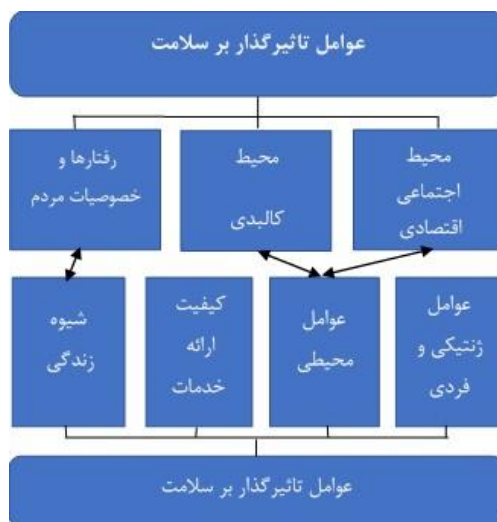 عوامل تاثیرگذار بر سلامت
محیط
اجتماعی
اقتصادی
محیط
کالبدی
رفتارها و
خصوصیات مردم
عوامل
ژنتیکی و
فردی
عوامل
محیطی
کیفیت
ارائه
خدمات
شیوه
زندگی
عوامل تاثیرگذار بر سلامت